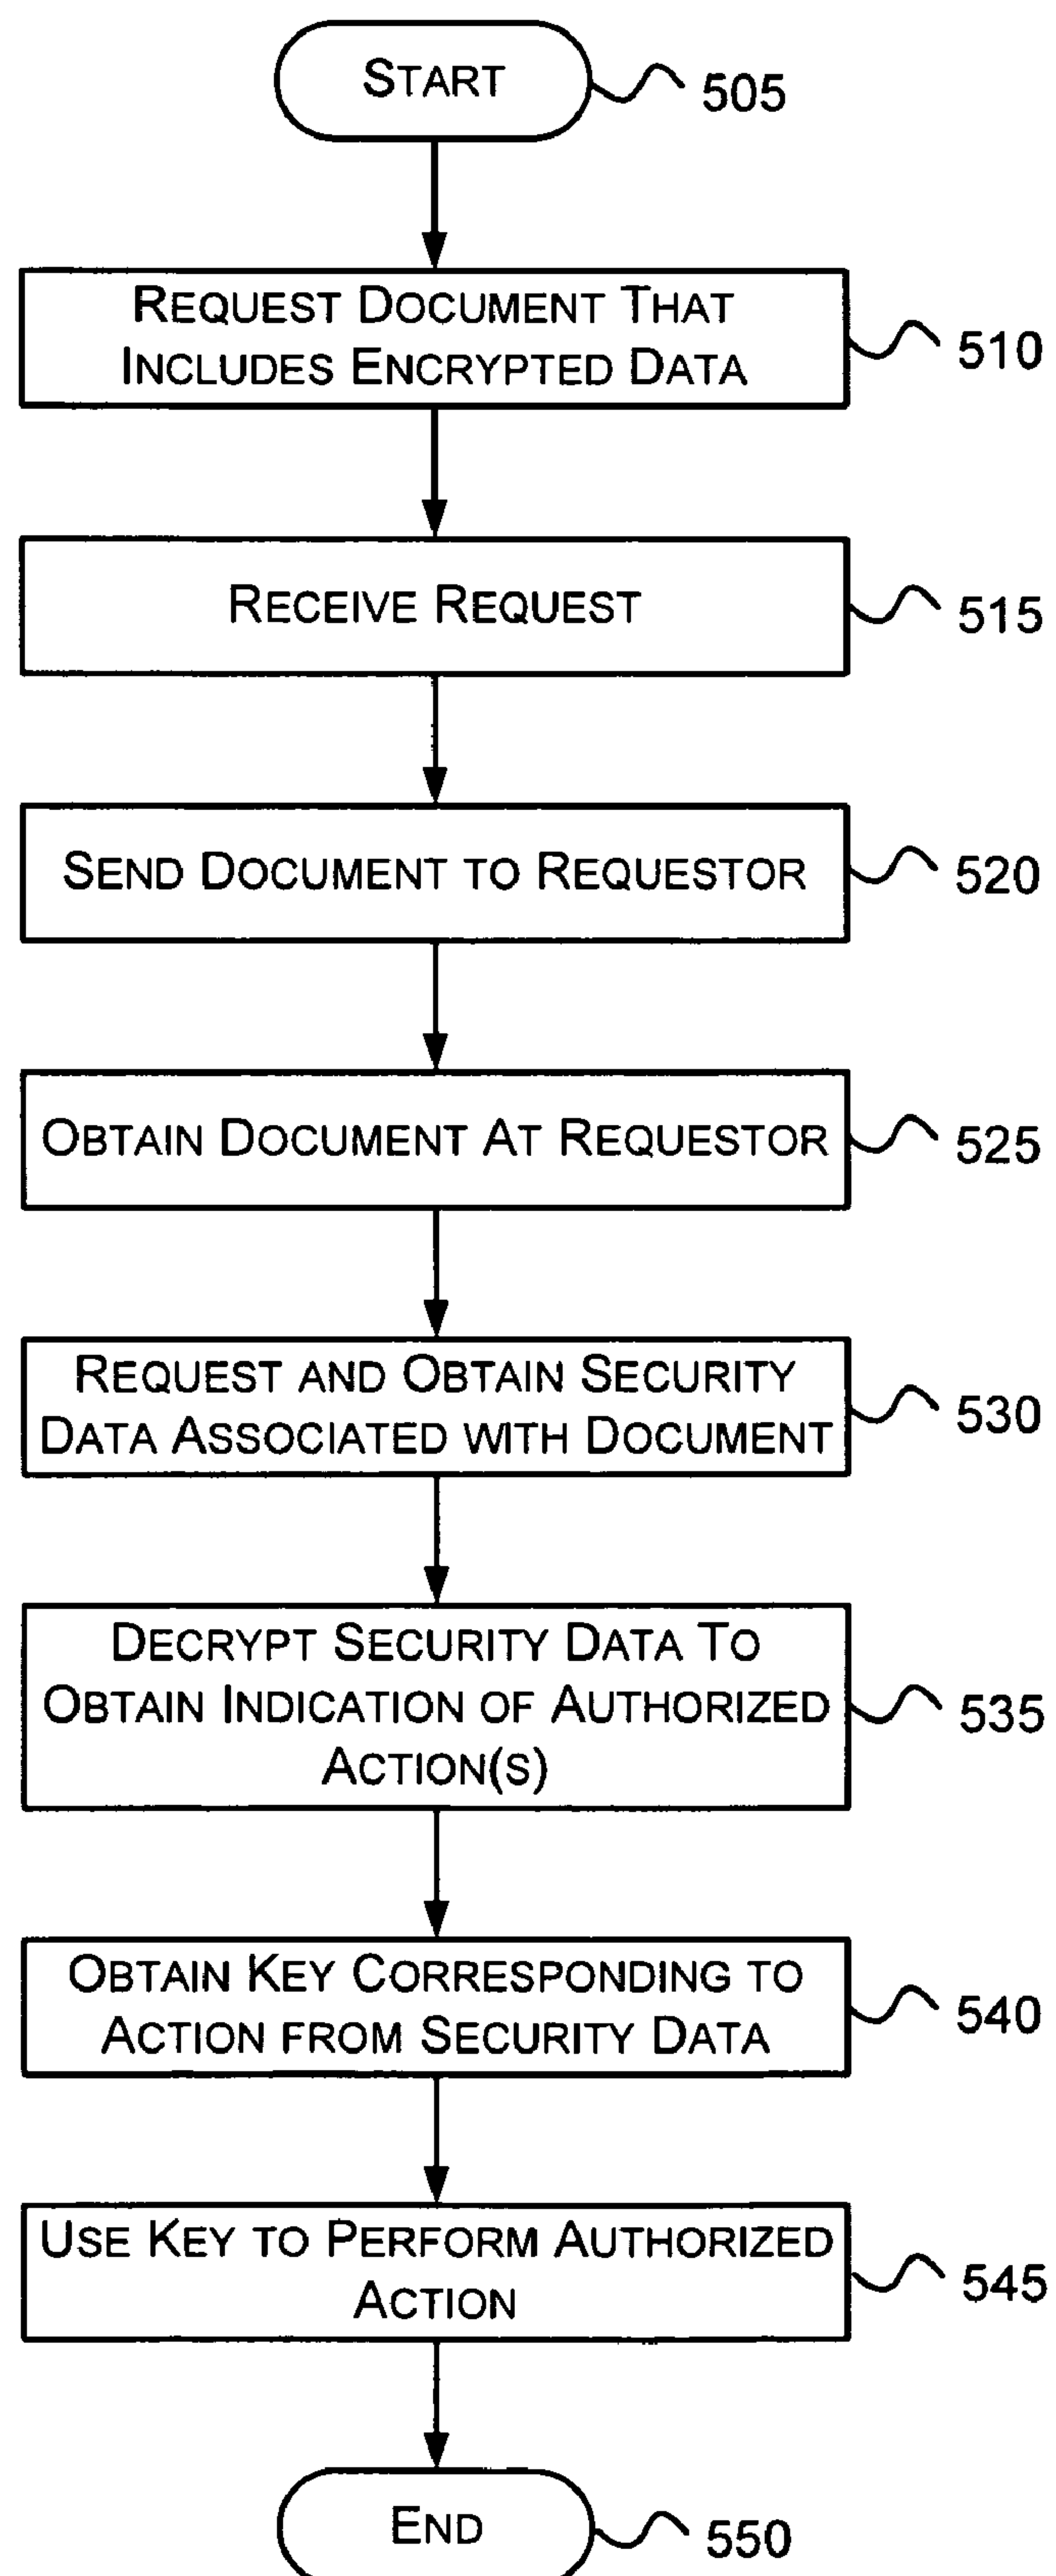 START
505
REQUEST DOCUMENT THAT
INCLUDES ENCRYPTED DATA
510
RECEIVE REQUEST
515
SEND DOCUMENT TO REQUESTOR
520
OBTAIN DOCUMENT AT REQUESTOR
525
REQUEST AND OBTAIN SECURITY
DATA ASSOCIATED WITH DOCUMENT
530
DECRYPT SECURITY DATA TO
OBTAIN INDICATION OF AUTHORIZED
ACTION(S)
535
OBTAIN KEY CORRESPONDING TO
ACTION FROM SECURITY DATA
540
USE KEY TO PERFORM AUTHORIZED
ACTION
545
END
550